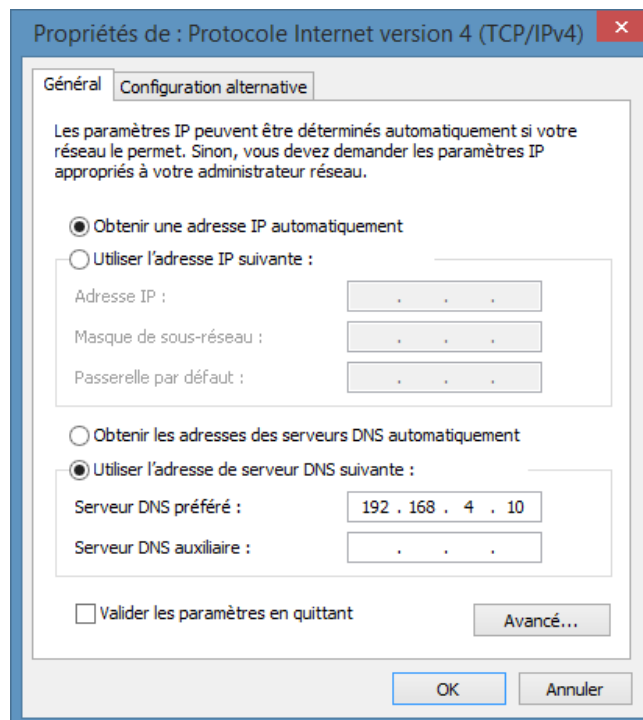 Propriétés de : Protocole Internet version 4 (TCP/IPv4)
Général
Configuration alternative
Les paramètres IP peuvent être déterminés automatiquement si votre
réseau le permet. Sinon, vous devez demander les paramètres IP
appropriés à votre administrateur réseau.
Obtenir une adresse IP automatiquement
Utiliser l'adresse IP suivante :
Adresse IP :
. . .
Masque de sous-réseau :
. . .
Passerelle par défaut :
. . .
Obtenir les adresses des serveurs DNS automatiquement
Utiliser l'adresse de serveur DNS suivante :
Serveur DNS préféré :
192 . 168 . 4 . 10
Serveur DNS auxiliaire :
. . .
Valider les paramètres en quittant
Avancé...
OK
Annuler